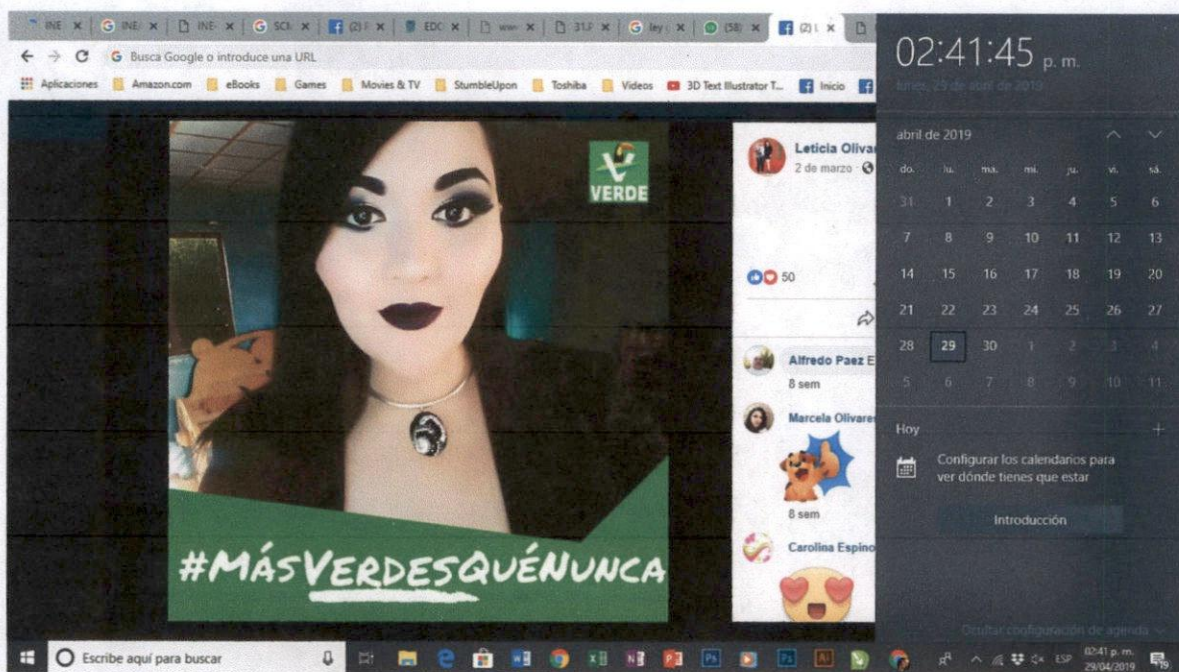 INE
INE
INE-
SCM
(2) F
EDC
www
31.P
ley
(58)
(2)
Busca Google o introduce una URL
Aplicaciones
Amazon.com
eBooks
Games
Movies & TV
StumbleUpon
Toshiba
Videos
3D Text Illustrator T...
Inicio
VERDE
#MÁSVERDESQUÉNUNCA
Leticia Oliva
2 de marzo
50
Alfredo Paez E
8 sem
Marcela Olivares
8 sem
Carolina Espino
02:41:45 p. m.
lunes, 29 de abril de 2019
abril de 2019
do. lu. ma. mi. ju. vi. sá.
31 1 2 3 4 5 6
7 8 9 10 11 12 13
14 15 16 17 18 19 20
21 22 23 24 25 26 27
28 29 30 1 2 3 4
5 6 7 8 9 10 11
Hoy
Configurar los calendarios para
ver dónde tienes que estar
Introducción
Ocultar configuración de agenda
Escribe aquí para buscar
ESP
02:41 p. m.
29/04/2019